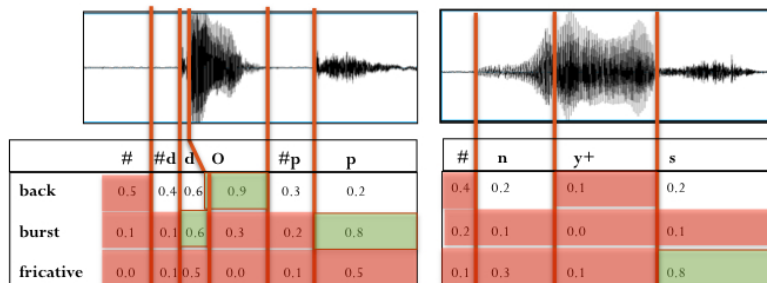 # #d d O #p p # n y+ s
back 0.5 0.4 0.6 0.9 0.3 0.2 0.4 0.2 0.1 0.2
burst 0.1 0.1 0.6 0.3 0.2 0.8 0.2 0.1 0.0 0.1
fricative 0.0 0.1 0.5 0.0 0.1 0.5 0.1 0.3 0.1 0.8